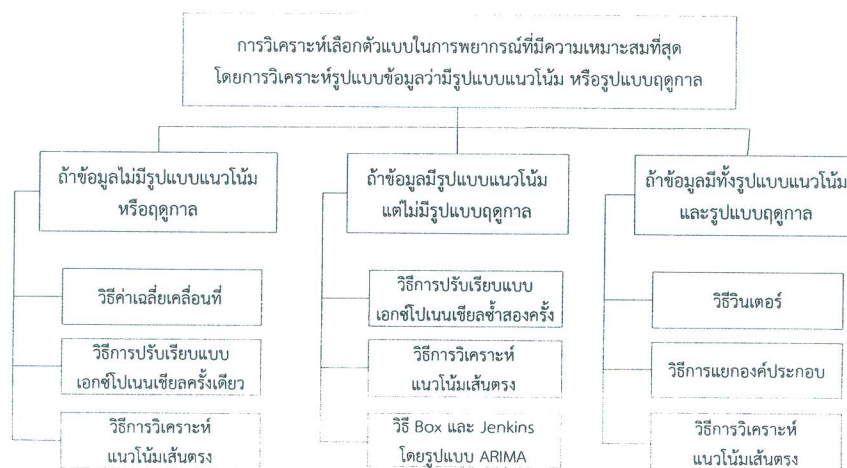 การวิเคราะห์เลือกตัวแบบในการพยากรณ์ที่มีความเหมาะสมที่สุด
โดยการวิเคราะห์รูปแบบข้อมูลว่ามีรูปแบบแนวโน้ม หรือรูปแบบฤดูกาล
ถ้าข้อมูลไม่มีรูปแบบแนวโน้ม
หรือฤดูกาล
วิธีค่าเฉลี่ยเคลื่อนที่
วิธีการปรับเรียบแบบ
เอกซ์โปเนนเชียลครั้งเดียว
วิธีการวิเคราะห์
แนวโน้มเส้นตรง
ถ้าข้อมูลมีรูปแบบแนวโน้ม
แต่ไม่มีรูปแบบฤดูกาล
วิธีการปรับเรียบแบบ
เอกซ์โปเนนเชียลซ้ำสองครั้ง
วิธีการวิเคราะห์
แนวโน้มเส้นตรง
วิธี Box และ Jenkins
โดยรูปแบบ ARIMA
ถ้าข้อมูลมีทั้งรูปแบบแนวโน้ม
และรูปแบบฤดูกาล
วิธีวินเตอร์
วิธีการแยกองค์ประกอบ
วิธีการวิเคราะห์
แนวโน้มเส้นตรง